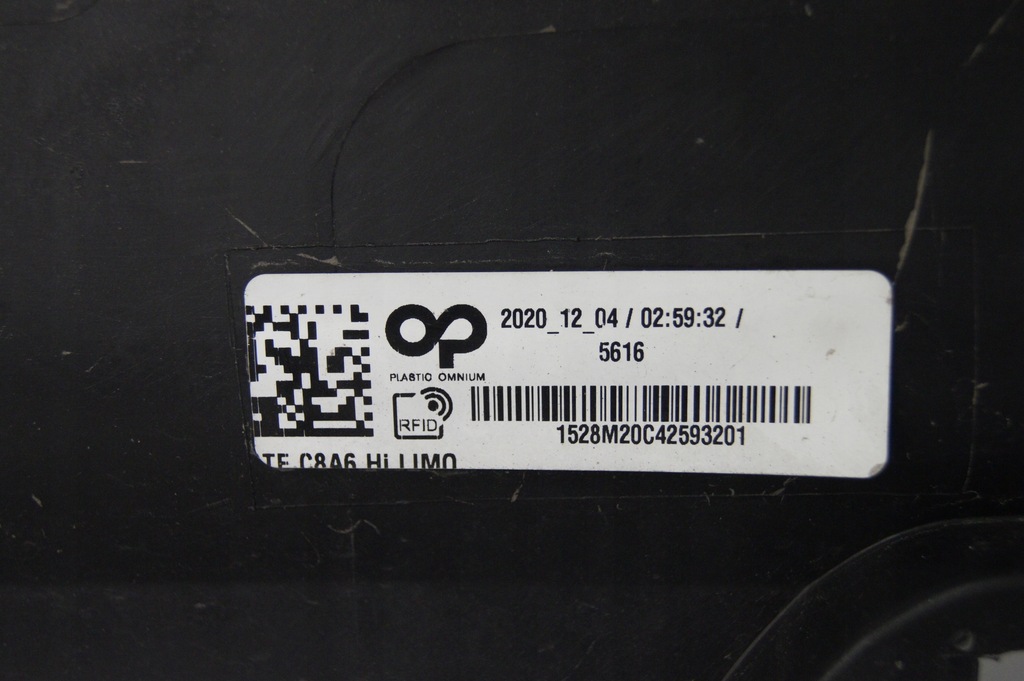 2020_12_04 / 02:59:32 /
5616
PLASTIC OMNIUM
RFID
1528M20C42593201
TE C8A6 Hi LIMO